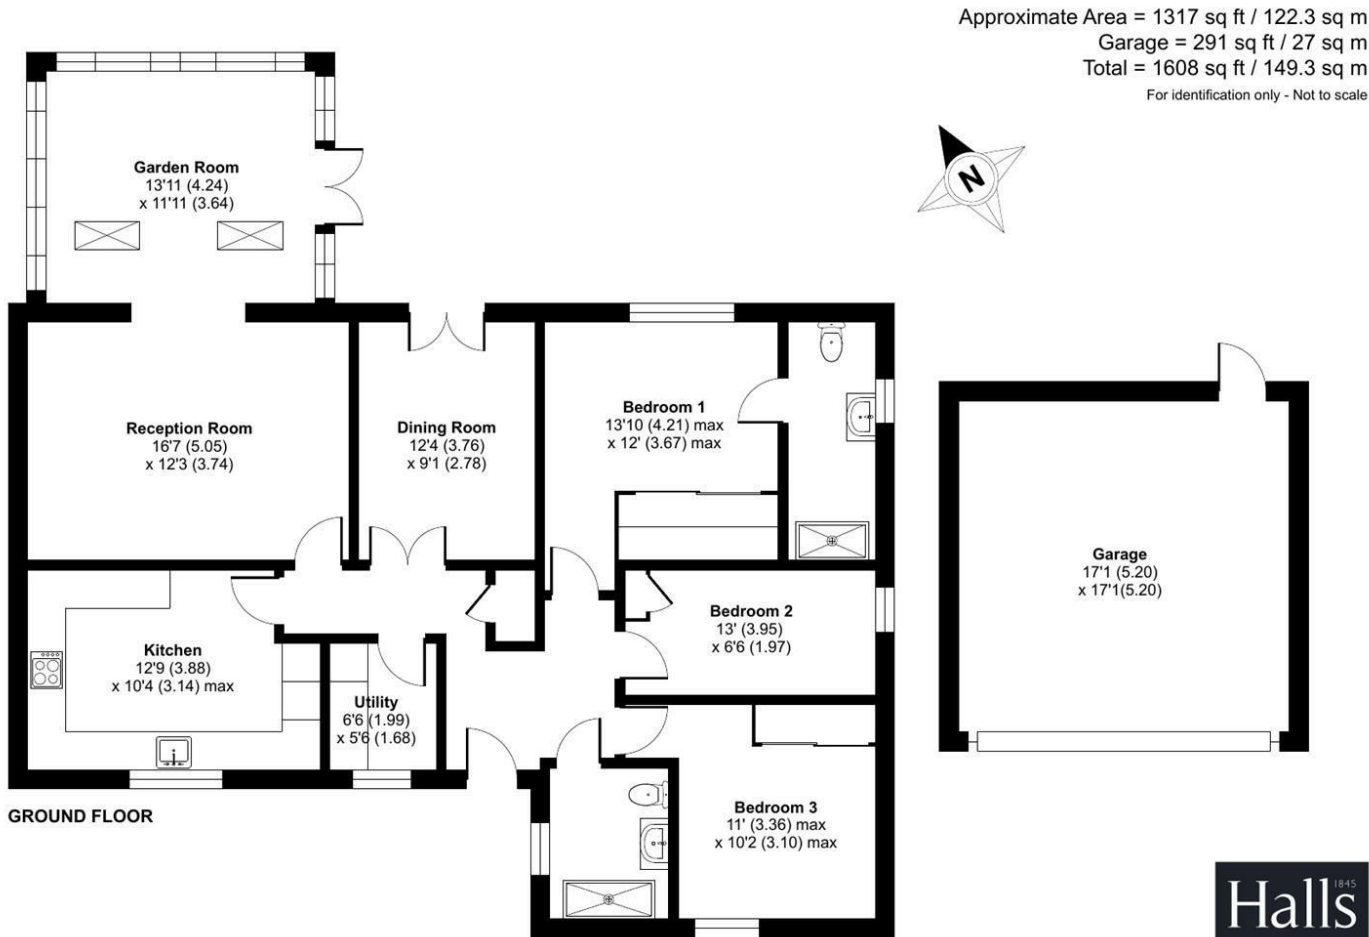 Approximate Area = 1317 sq ft / 122.3 sq m
Garage = 291 sq ft / 27 sq m
Total = 1608 sq ft / 149.3 sq m
For identification only - Not to scale
N
Garden Room
13'11 (4.24)
x 11'11 (3.64)
Reception Room
16'7 (5.05)
x 12'3 (3.74)
Dining Room
12'4 (3.76)
x 9'1 (2.78)
Bedroom 1
13'10 (4.21) max
x 12' (3.67) max
Garage
17'1 (5.20)
x 17'1(5.20)
Bedroom 2
13' (3.95)
x 6'6 (1.97)
Kitchen
12'9 (3.88)
x 10'4 (3.14) max
Utility
6'6 (1.99)
x 5'6 (1.68)
Bedroom 3
11' (3.36) max
x 10'2 (3.10) max
GROUND FLOOR
1845
Halls